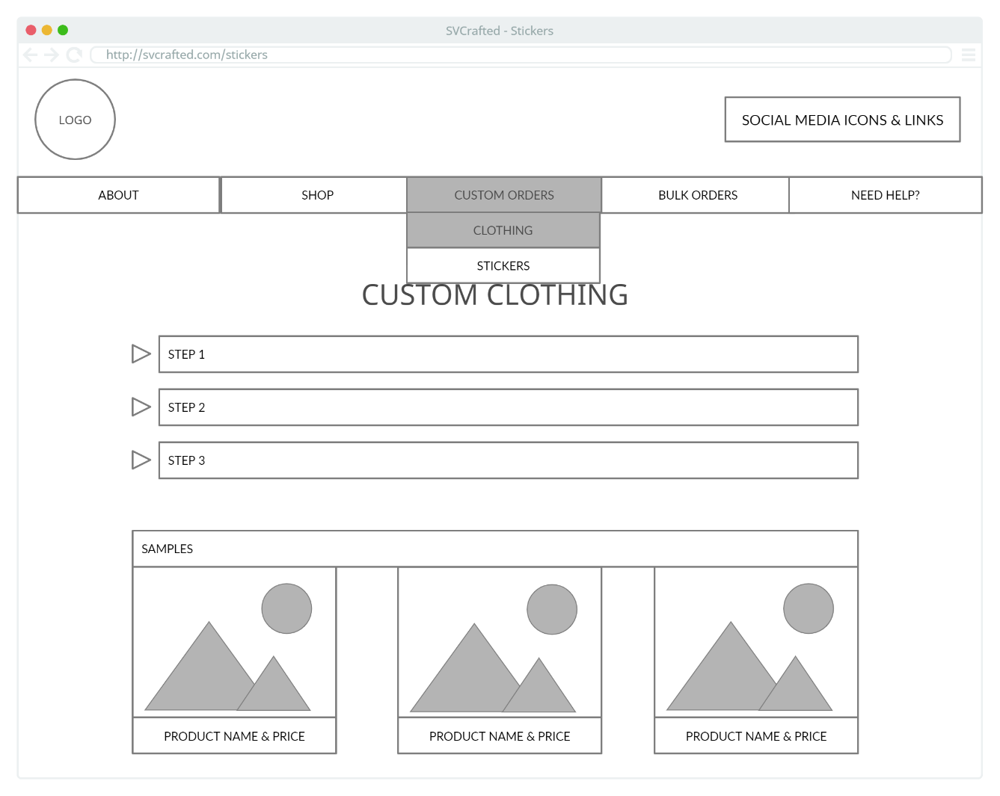 SVCrafted - Stickers
http://svcrafted.com/stickers
LOGO
SOCIAL MEDIA ICONS & LINKS
ABOUT
SHOP
CUSTOM ORDERS
BULK ORDERS
NEED HELP?
CLOTHING
STICKERS
CUSTOM CLOTHING
STEP 1
STEP 2
STEP 3
SAMPLES
PRODUCT NAME & PRICE
PRODUCT NAME & PRICE
PRODUCT NAME & PRICE